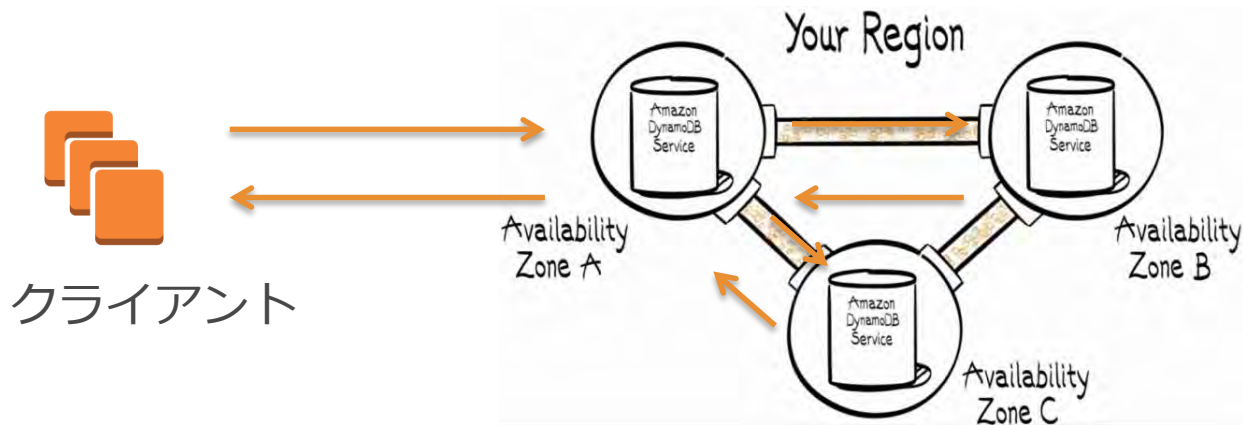 Your Region
Amazon
DynamoDB
Service
Amazon
DynamoDB
Service
Availability
Zone A
Availability
Zone B
クライアント
Amazon
DynamoDB
Service
Availability
Zone C